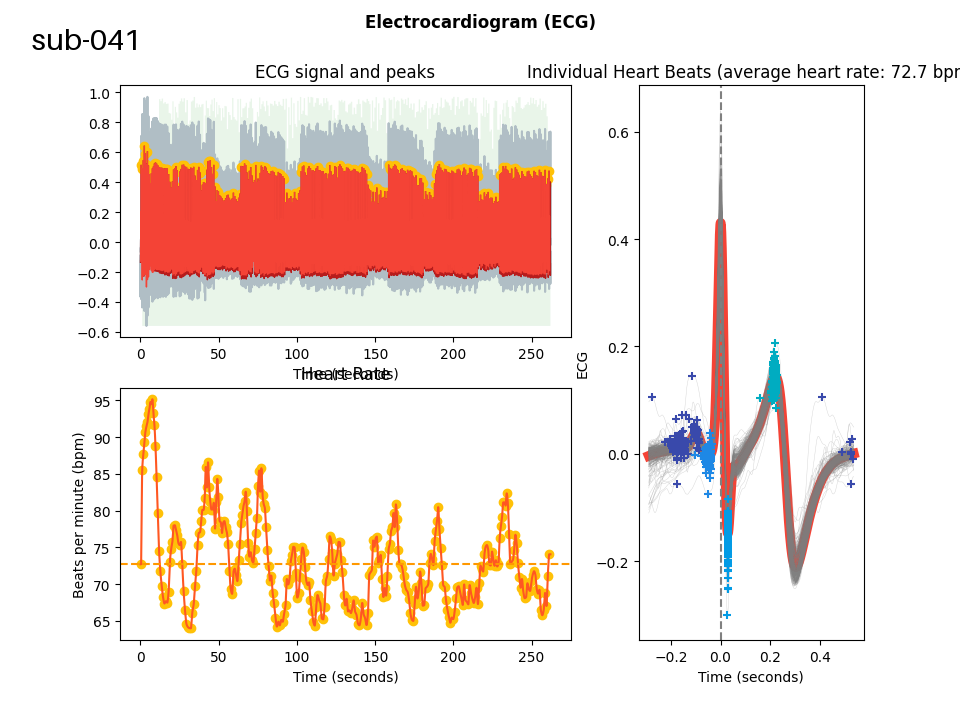 Electrocardiogram (ECG)
sub-041
ECG signal and peaks
1.0
0.8
0.6
0.4
0.2
0.0
−0.2
−0.4
−0.6
0 50 100 150 200 250
Time (seconds)
Heart Rate
95
90
85
80
75
70
65
Beats per minute (bpm)
0 50 100 150 200 250
Time (seconds)
Individual Heart Beats (average heart rate: 72.7 bpm
0.6
0.4
0.2
0.0
−0.2
ECG
−0.2 0.0 0.2 0.4
Time (seconds)